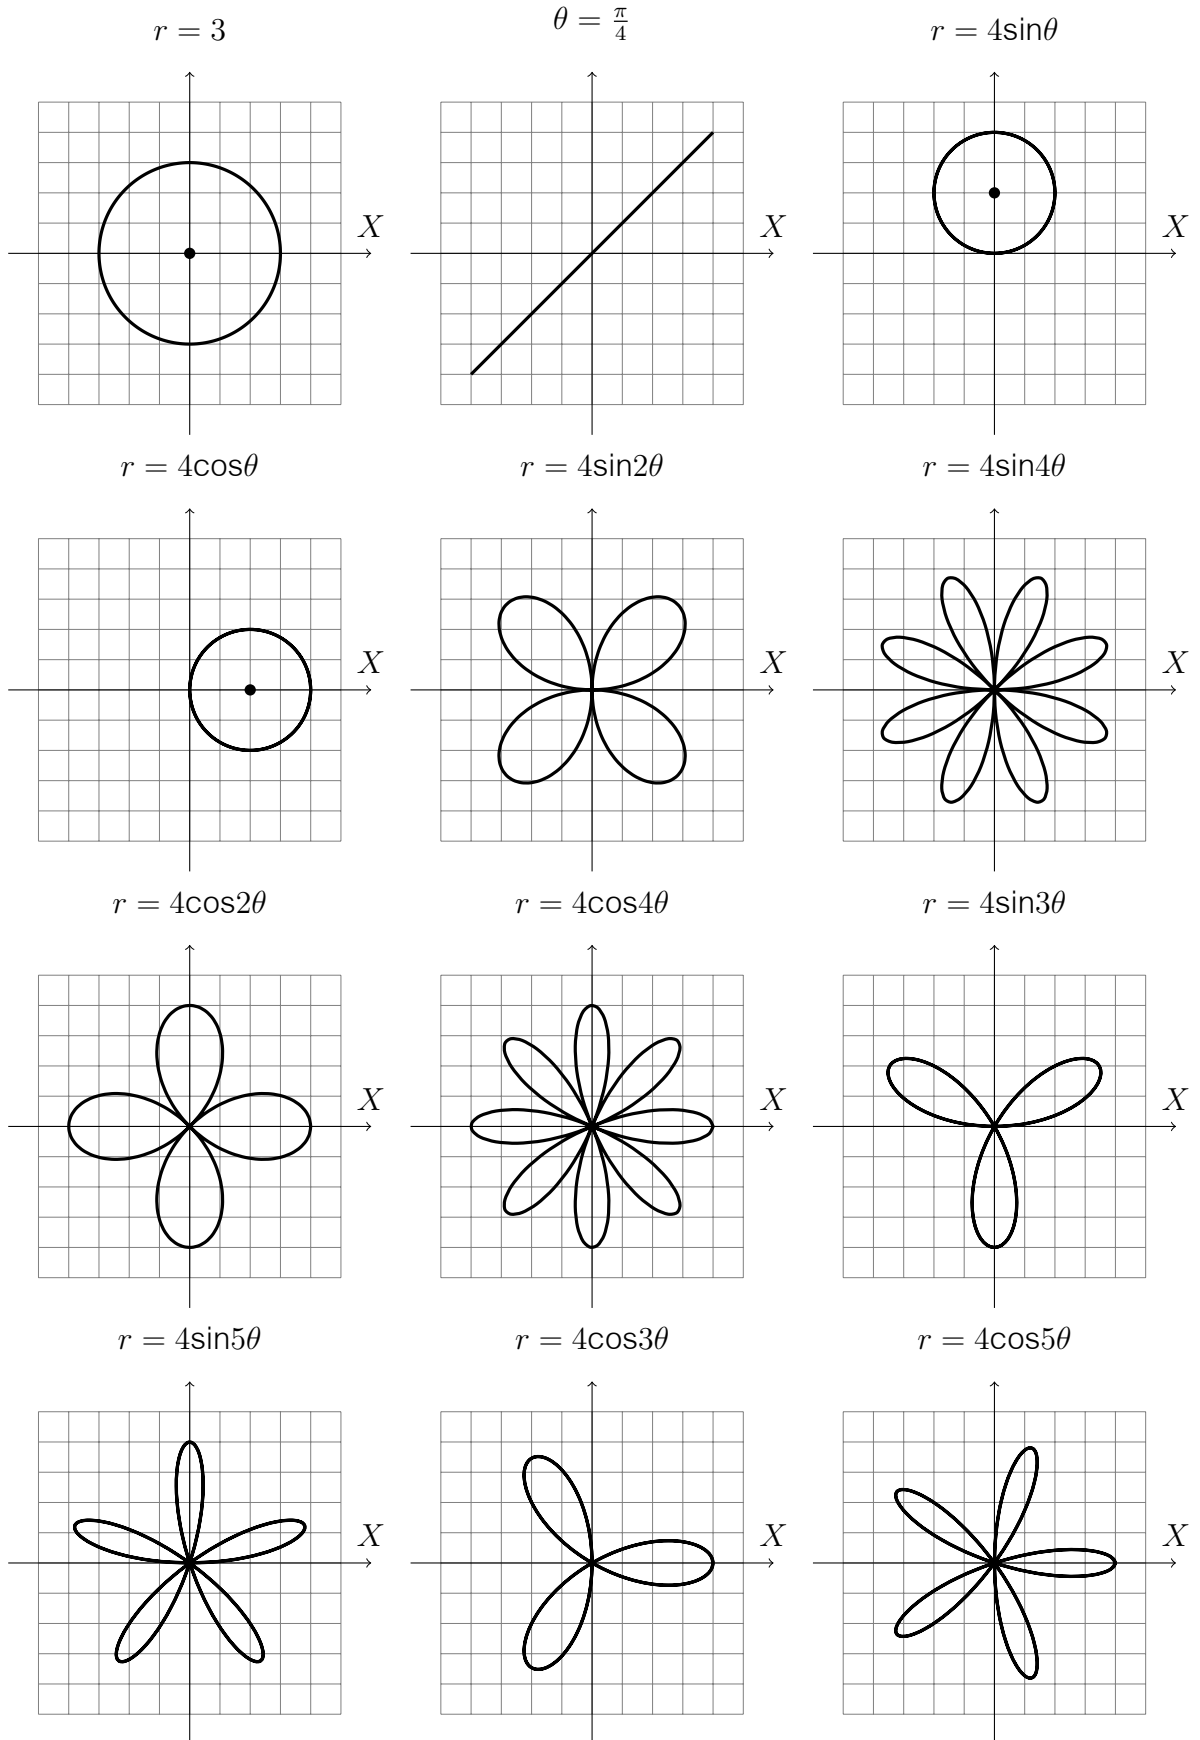 r = 3
θ = π/4
r = 4sinθ
X
X
X
r = 4cosθ
r = 4sin2θ
r = 4sin4θ
X
X
X
r = 4cos2θ
r = 4cos4θ
r = 4sin3θ
X
X
X
r = 4sin5θ
r = 4cos3θ
r = 4cos5θ
X
X
X